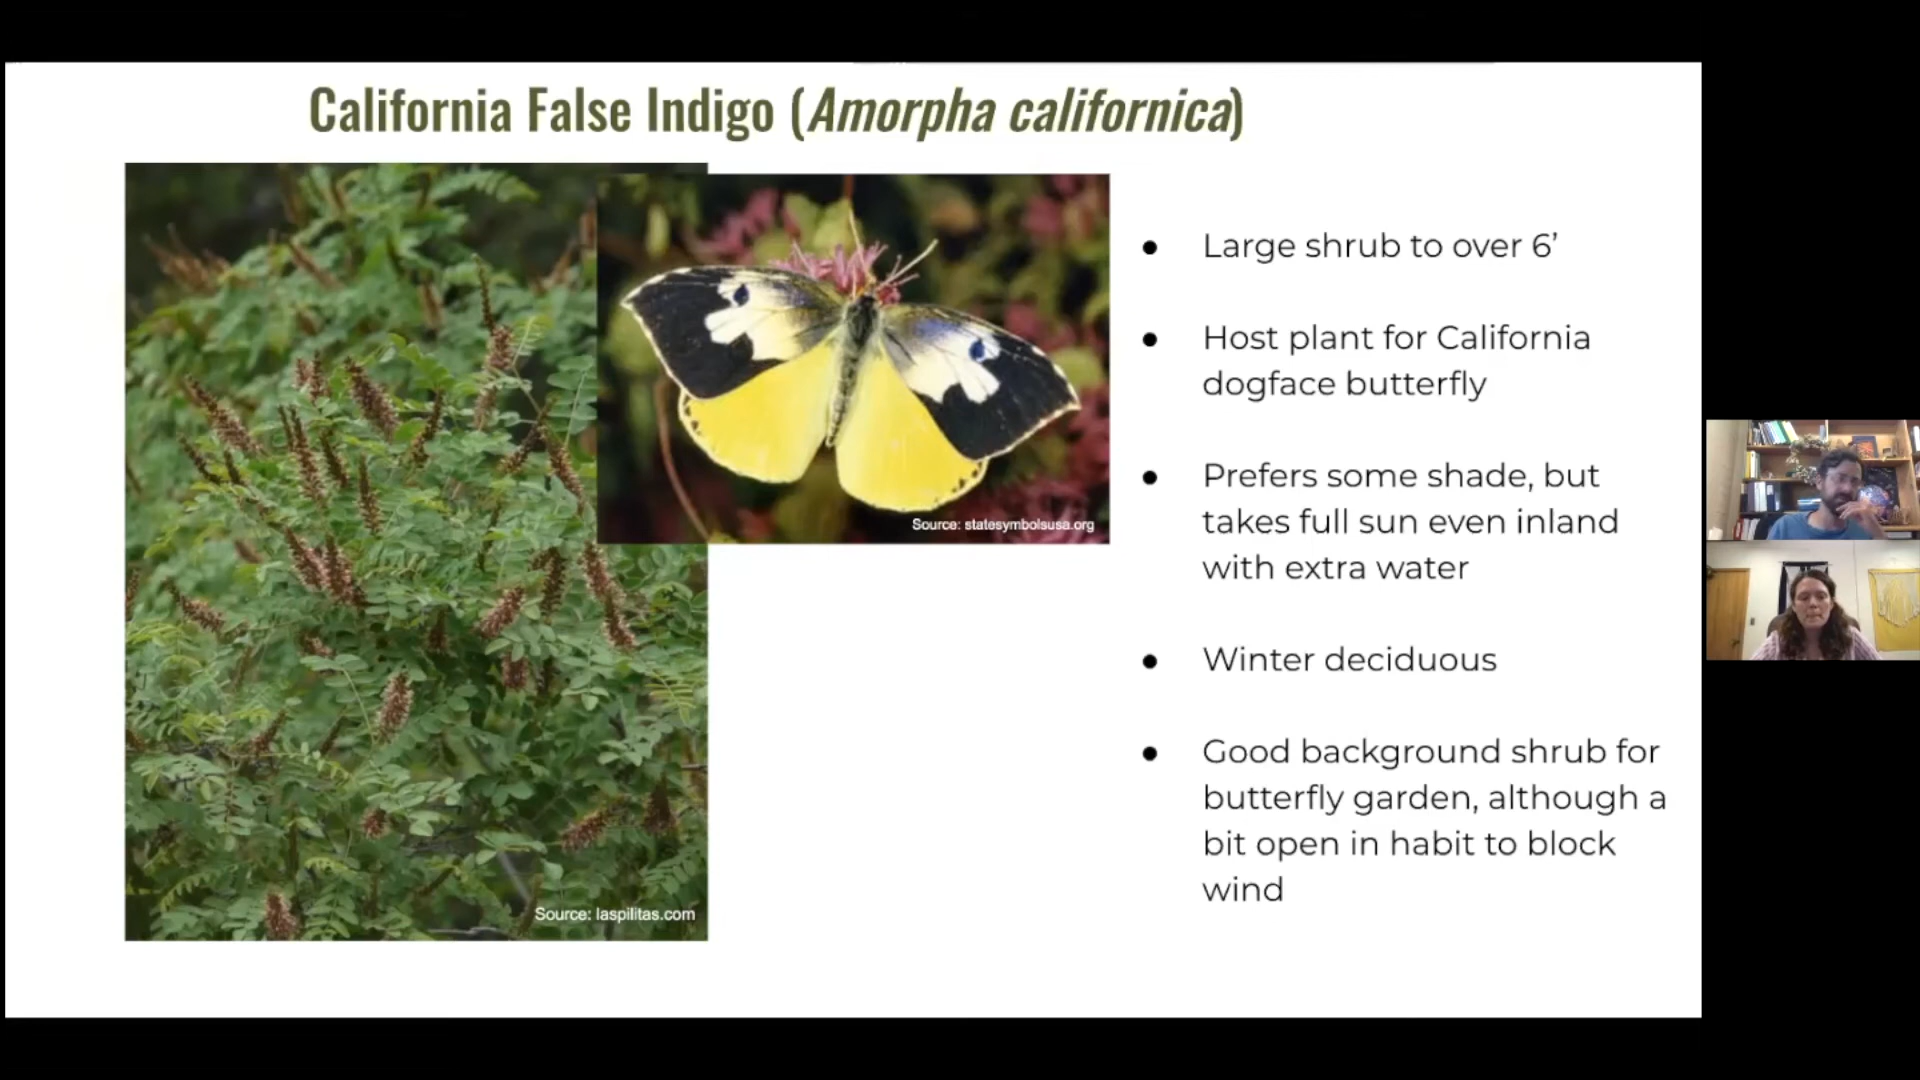 California False Indigo (Amorpha californica)
Source: statesymbolsusa.org
Source: laspilitas.com
● Large shrub to over 6’
● Host plant for California
dogface butterfly
● Prefers some shade, but
takes full sun even inland
with extra water
● Winter deciduous
● Good background shrub for
butterfly garden, although a
bit open in habit to block
wind